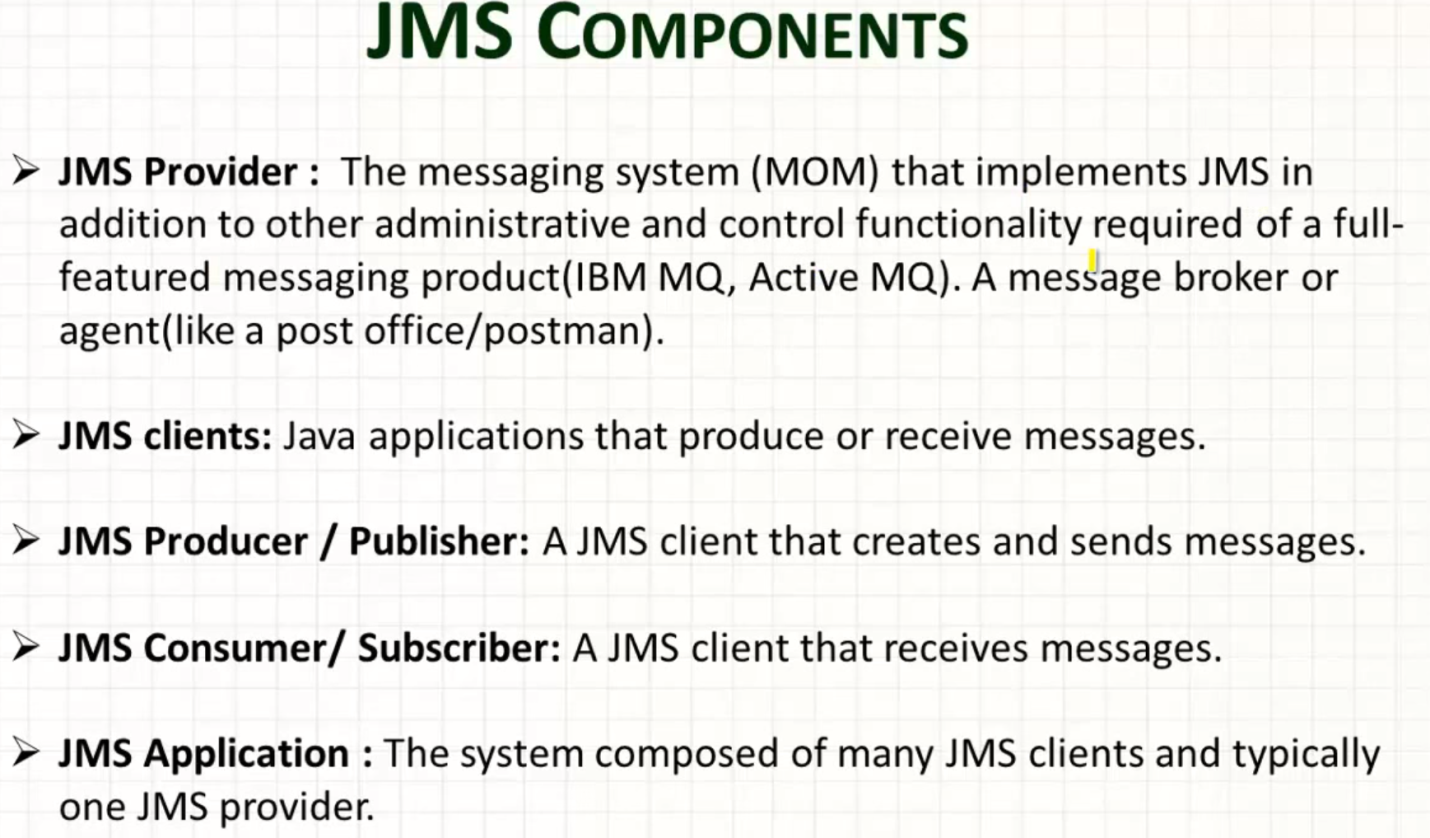 JMS COMPONENTS
➢ JMS Provider : The messaging system (MOM) that implements JMS in
addition to other administrative and control functionality required of a full-
featured messaging product(IBM MQ, Active MQ). A message broker or
agent(like a post office/postman).
➢ JMS clients: Java applications that produce or receive messages.
➢ JMS Producer / Publisher: A JMS client that creates and sends messages.
➢ JMS Consumer/ Subscriber: A JMS client that receives messages.
➢ JMS Application : The system composed of many JMS clients and typically
one JMS provider.